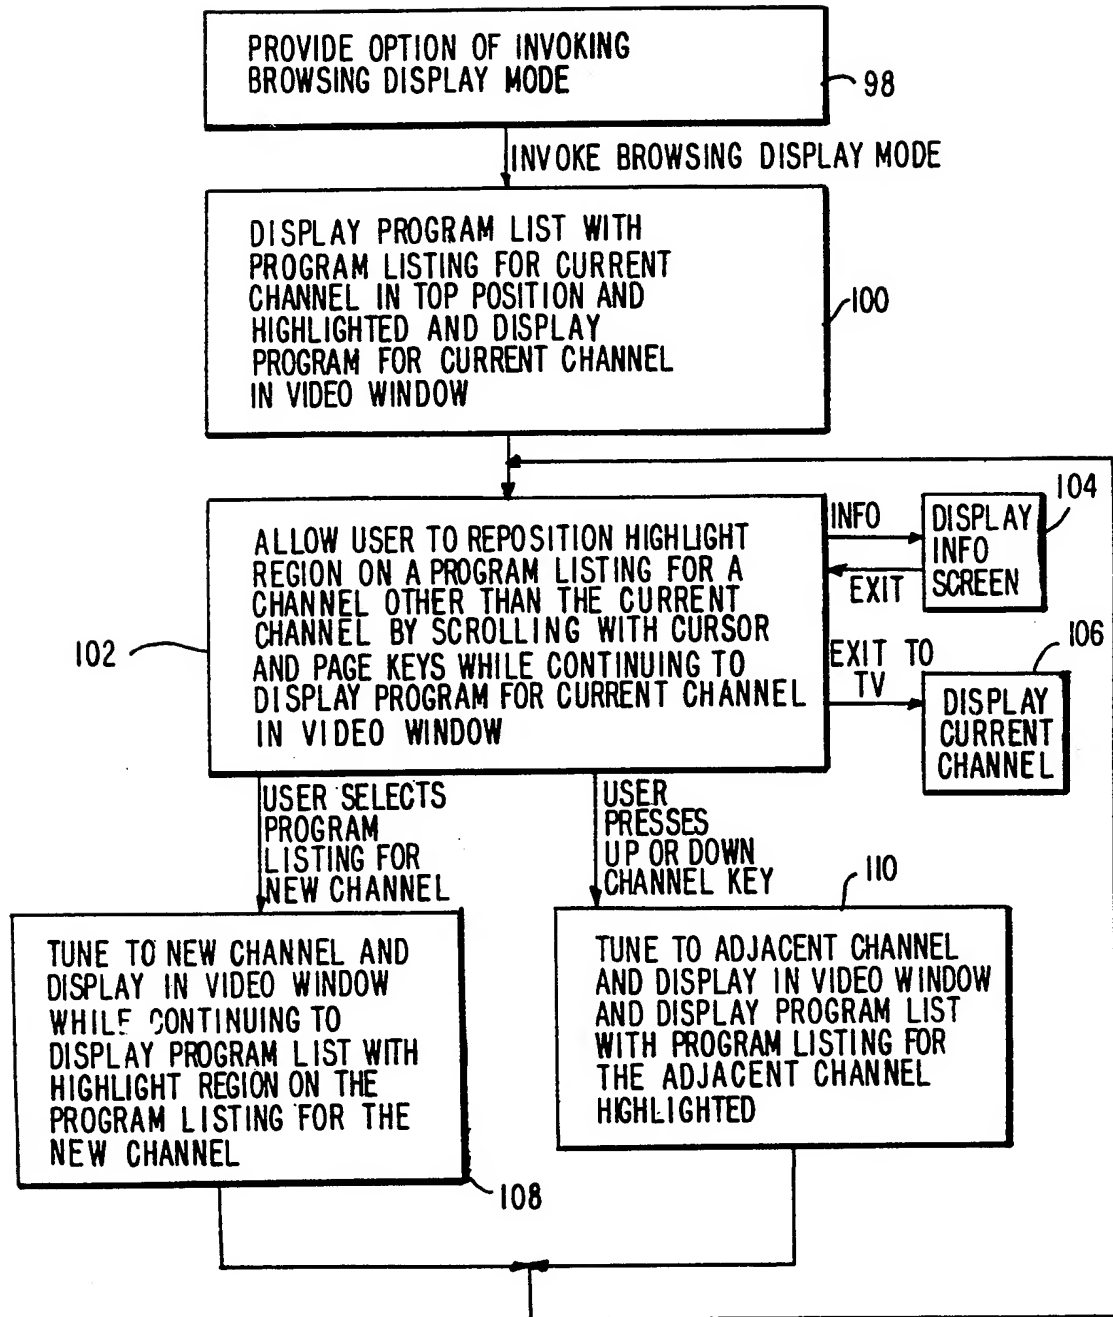 PROVIDE OPTION OF INVOKING
BROWSING DISPLAY MODE
98
INVOKE BROWSING DISPLAY MODE
DISPLAY PROGRAM LIST WITH
PROGRAM LISTING FOR CURRENT
CHANNEL IN TOP POSITION AND
HIGHLIGHTED AND DISPLAY
PROGRAM FOR CURRENT CHANNEL
IN VIDEO WINDOW
100
ALLOW USER TO REPOSITION HIGHLIGHT
REGION ON A PROGRAM LISTING FOR A
CHANNEL OTHER THAN THE CURRENT
CHANNEL BY SCROLLING WITH CURSOR
AND PAGE KEYS WHILE CONTINUING TO
DISPLAY PROGRAM FOR CURRENT CHANNEL
IN VIDEO WINDOW
102
INFO
EXIT
DISPLAY
INFO
SCREEN
104
EXIT TO
TV
DISPLAY
CURRENT
CHANNEL
106
USER SELECTS
PROGRAM
LISTING FOR
NEW CHANNEL
USER
PRESSES
UP OR DOWN
CHANNEL KEY
TUNE TO NEW CHANNEL AND
DISPLAY IN VIDEO WINDOW
WHILE CONTINUING TO
DISPLAY PROGRAM LIST WITH
HIGHLIGHT REGION ON THE
PROGRAM LISTING FOR THE
NEW CHANNEL
108
TUNE TO ADJACENT CHANNEL
AND DISPLAY IN VIDEO WINDOW
AND DISPLAY PROGRAM LIST
WITH PROGRAM LISTING FOR
THE ADJACENT CHANNEL
HIGHLIGHTED
110